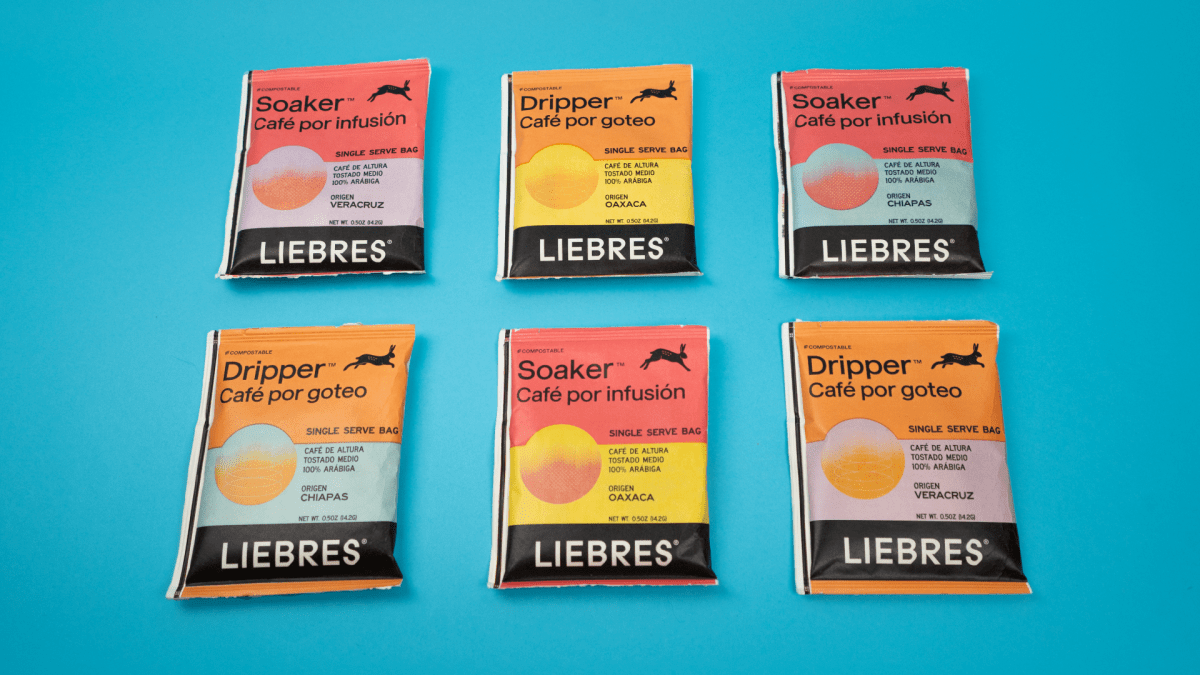 COMPOSTABLE
Soaker™
Café por infusión
SINGLE SERVE BAG
CAFÉ DE ALTURA
TOSTADO MEDIO
100% ARÁBIGA
ORIGEN
VERACRUZ
NET WT. 0.5OZ (14.2G)
LIEBRES®
COMPOSTABLE
Dripper™
Café por goteo
SINGLE SERVE BAG
CAFÉ DE ALTURA
TOSTADO MEDIO
100% ARÁBIGA
ORIGEN
OAXACA
NET WT. 0.5OZ (14.2G)
LIEBRES®
COMPOSTABLE
Soaker™
Café por infusión
SINGLE SERVE BAG
CAFÉ DE ALTURA
TOSTADO MEDIO
100% ARÁBIGA
ORIGEN
CHIAPAS
NET WT. 0.5OZ (14.2G)
LIEBRES®
COMPOSTABLE
Dripper™
Café por goteo
SINGLE SERVE BAG
CAFÉ DE ALTURA
TOSTADO MEDIO
100% ARÁBIGA
ORIGEN
CHIAPAS
NET WT. 0.5OZ (14.2G)
LIEBRES®
COMPOSTABLE
Soaker™
Café por infusión
SINGLE SERVE BAG
CAFÉ DE ALTURA
TOSTADO MEDIO
100% ARÁBIGA
ORIGEN
OAXACA
NET WT. 0.5OZ (14.2G)
LIEBRES®
COMPOSTABLE
Dripper™
Café por goteo
SINGLE SERVE BAG
CAFÉ DE ALTURA
TOSTADO MEDIO
100% ARÁBIGA
ORIGEN
VERACRUZ
NET WT. 0.5OZ (14.2G)
LIEBRES®